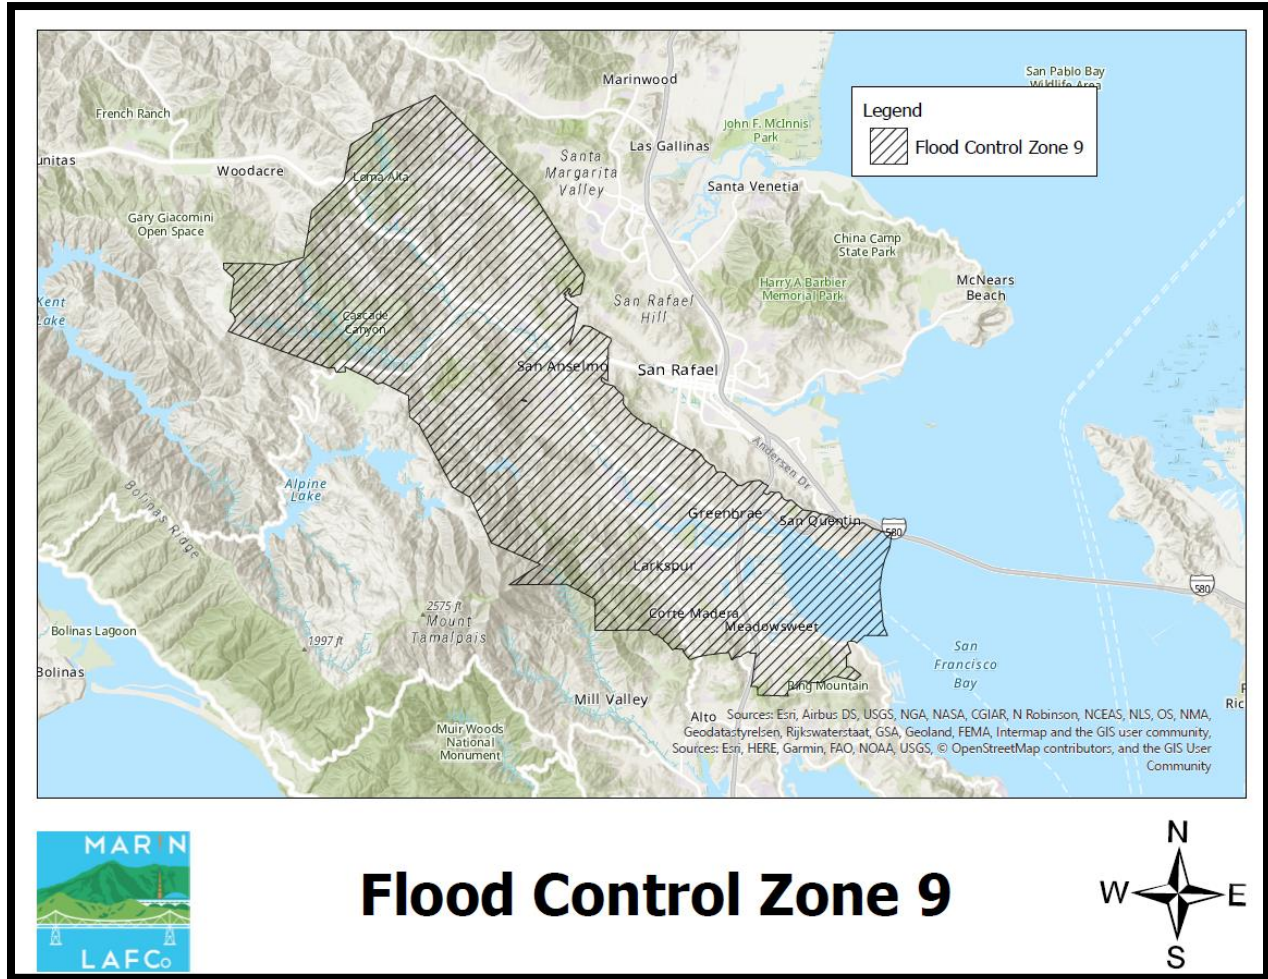 Marinwood
San Pablo Bay
Wildlife Area
French Ranch
Legend
Flood Control Zone 9
John F. McInnis
Park
Las Gallinas
Santa
Margarita
Valley
unitas
Woodacre
Loma Alta
Santa Venetia
Gary Giacomini
Open Space
China Camp
State Park
Harry A Barbier
Memorial Park
McNears
Beach
Kent
Lake
San Rafael
Hill
Cascade
Canyon
San Anselmo
San Rafael
Andersen Dr
Alpine
Lake
Bolinas Ridge
Greenbrae
San Quentin
580
Larkspur
580
2575 ft
Mount
Tamalpais
Corte Madera
Meadowsweet
Bolinas Lagoon
1997 ft
San
Francisco
Bay
Bolinas
Mill Valley
Ring Mountain
Ric
Alto
Sources: Esri, Airbus DS, USGS, NGA, NASA, CGIAR, N Robinson, NCEAS, NLS, OS, NMA,
Geodatastyrelsen, Rijkswaterstaat, GSA, Geoland, FEMA, Intermap and the GIS user community,
Sources: Esri, HERE, Garmin, FAO, NOAA, USGS, © OpenStreetMap contributors, and the GIS User
Community
Muir Woods
National
Monument
MARIN
LAFCo
Flood Control Zone 9
N
W
E
S